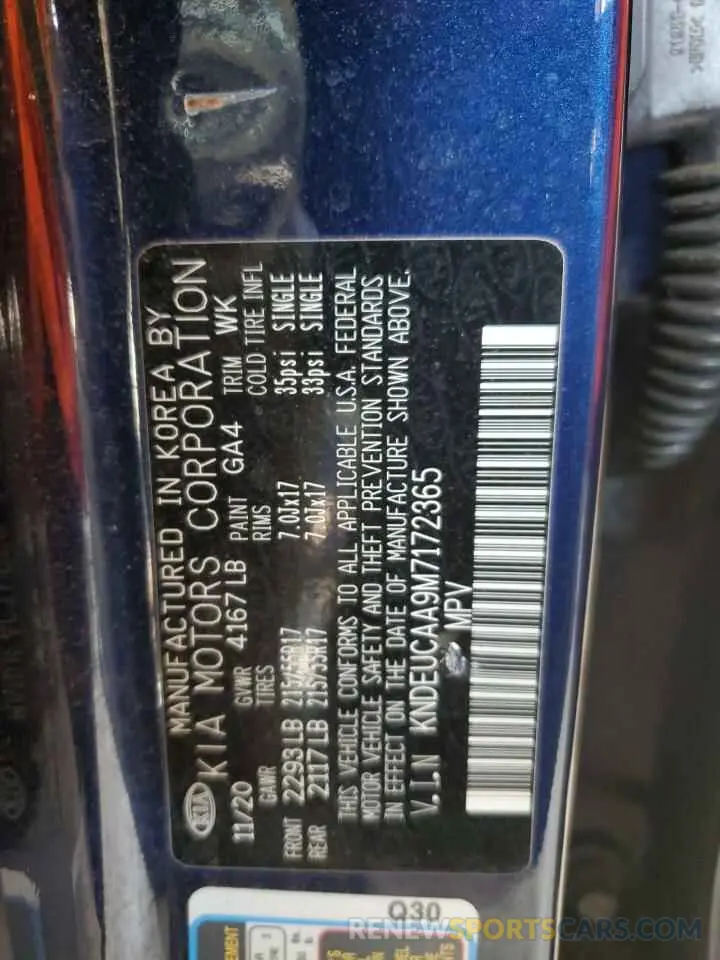 MANUFACTURED IN KOREA BY
KIA KIA MOTORS CORPORATION
11/20 GVWR 4167 LB PAINT GA4 TRIM WK
GAWR TIRES RIMS COLD TIRE INFL
FRONT 2293 LB 215/55R17 7.0Jx17 35psi SINGLE
REAR 2117 LB 215/55R17 7.0Jx17 33psi SINGLE
THIS VEHICLE CONFORMS TO ALL APPLICABLE U.S.A. FEDERAL
MOTOR VEHICLE SAFETY AND THEFT PREVENTION STANDARDS
IN EFFECT ON THE DATE OF MANUFACTURE SHOWN ABOVE.
V.I.N KNDEUCAA9M7172365
MPV
Q30
RENEWSPORTSCARS.COM